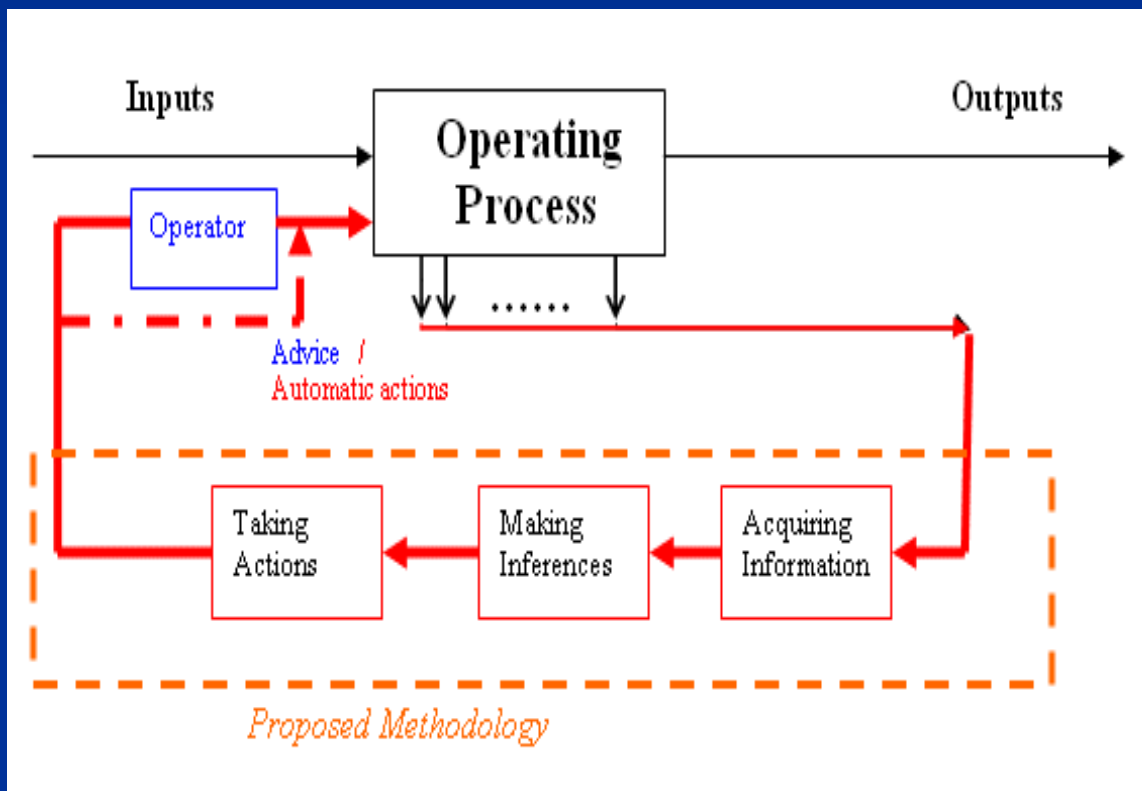 Inputs
Outputs
Operating
Process
Operator
......
Advice /
Automatic actions
Taking
Actions
Making
Inferences
Acquiring
Information
Proposed Methodology